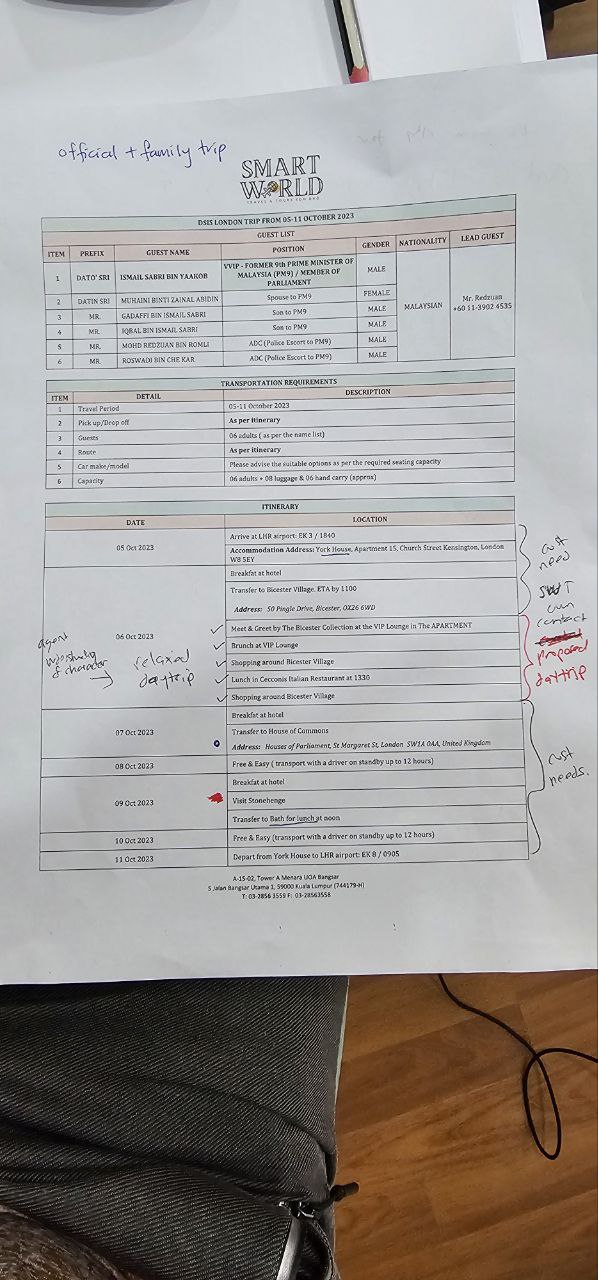 official + family trip
SMART
WORLD
TRAVEL & TOURS SDN BHD
DSIS LONDON TRIP FROM 05-11 OCTOBER 2023
GUEST LIST
ITEM PREFIX GUEST NAME POSITION GENDER NATIONALITY LEAD GUEST
1 DATO' SRI ISMAIL SABRI BIN YAAKOB VVIP - FORMER 9th PRIME MINISTER OF MALAYSIA (PM9) / MEMBER OF PARLIAMENT MALE
2 DATIN SRI MUHAINI BINTI ZAINAL ABIDIN Spouse to PM9 FEMALE
3 MR. GADAFFI BIN ISMAIL SABRI Son to PM9 MALE
4 MR. IQBAL BIN ISMAIL SABRI Son to PM9 MALE
5 MR. MOHD REDZUAN BIN ROMLI ADC (Police Escort to PM9) MALE
6 MR. ROSWADI BIN CHE KAR ADC (Police Escort to PM9) MALE
MALAYSIAN
Mr. Redzuan
+60 11-3902 4535
TRANSPORTATION REQUIREMENTS
ITEM DETAIL DESCRIPTION
1 Travel Period 05-11 October 2023
2 Pick up/Drop off As per itinerary
3 Guests 06 adults ( as per the name list)
4 Route As per itinerary
5 Car make/model Please advise the suitable options as per the required seating capacity
6 Capacity 06 adults + 08 luggage & 06 hand carry (approx)
ITINERARY
DATE LOCATION
05 Oct 2023
Arrive at LHR airport: EK 3 / 1840
Accommodation Address: York House, Apartment 15, Church Street Kensington, London
W8 5EY
06 Oct 2023
Breakfat at hotel
Transfer to Bicester Village. ETA by 1100
Address: 50 Pingle Drive, Bicester, OX26 6WD
Meet & Greet by The Bicester Collection at the VIP Lounge in The APARTMENT
Brunch at VIP Lounge
Shopping around Bicester Village
Lunch in Cecconis Italian Restaurant at 1330
Shopping around Bicester Village
agent
of character
relaxed
daytrip
cust
need
SWT
own
contact
proposed
daytrip
07 Oct 2023
Breakfat at hotel
Transfer to House of Commons
Address: Houses of Parliament, St Margaret St, London SW1A 0AA, United Kingdom
08 Oct 2023 Free & Easy ( transport with a driver on standby up to 12 hours)
cust
needs.
09 Oct 2023
Breakfat at hotel
Visit Stonehenge
Transfer to Bath for lunch at noon
10 Oct 2023 Free & Easy (transport with a driver on standby up to 12 hours)
11 Oct 2023 Depart from York House to LHR airport: EK 8 / 0905
A-15-02, Tower A Menara UOA Bangsar
5 Jalan Bangsar Utama 1, 59000 Kuala Lumpur (744179-H)
T: 03-2856 3559 F: 03-28563558